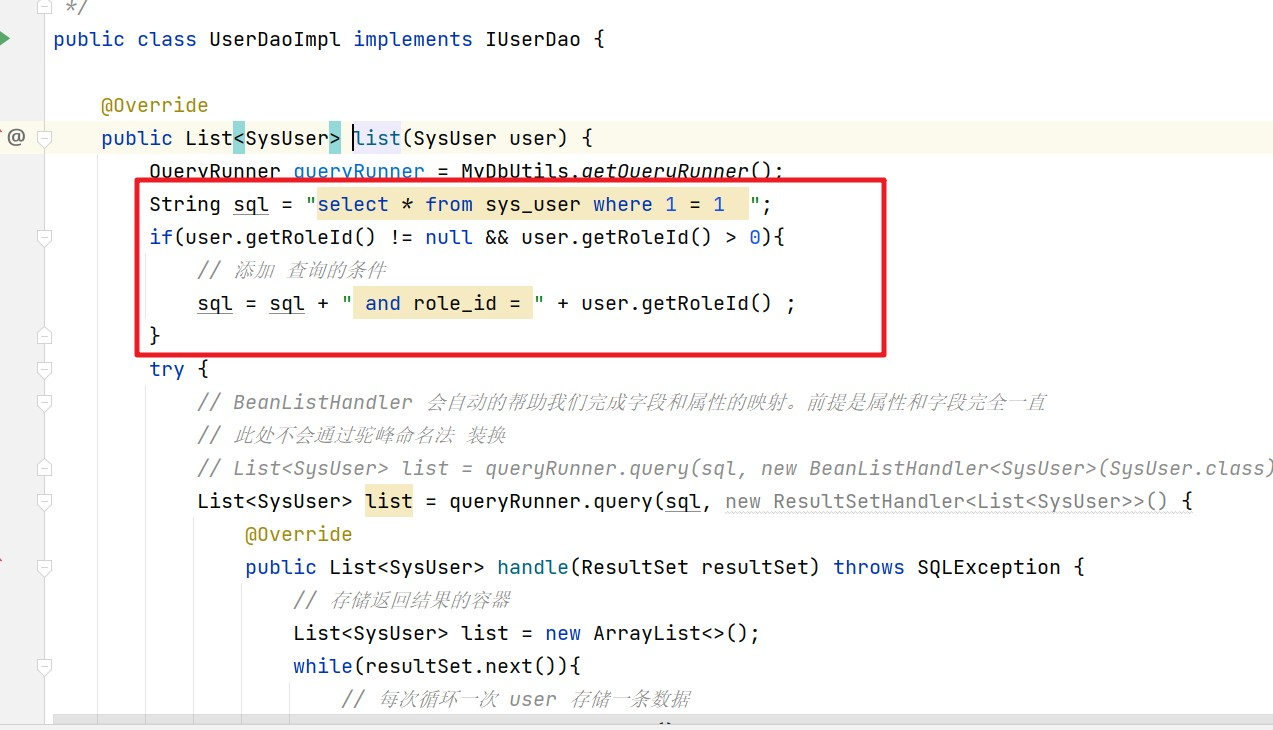 */
public class UserDaoImpl implements IUserDao {
@Override
public List<SysUser> list(SysUser user) {
QueryRunner queryRunner = MyDbUtils.getQueryRunner();
String sql = "select * from sys_user where 1 = 1  ";
if(user.getRoleId() != null && user.getRoleId() > 0){
// 添加 查询的条件
sql = sql + " and role_id = " + user.getRoleId() ;
}
try {
// BeanListHandler 会自动的帮助我们完成字段和属性的映射。前提是属性和字段完全一直
// 此处不会通过驼峰命名法 装换
// List<SysUser> list = queryRunner.query(sql, new BeanListHandler<SysUser>(SysUser.class)
List<SysUser> list = queryRunner.query(sql, new ResultSetHandler<List<SysUser>>() {
@Override
public List<SysUser> handle(ResultSet resultSet) throws SQLException {
// 存储返回结果的容器
List<SysUser> list = new ArrayList<>();
while(resultSet.next()){
// 每次循环一次 user 存储一条数据